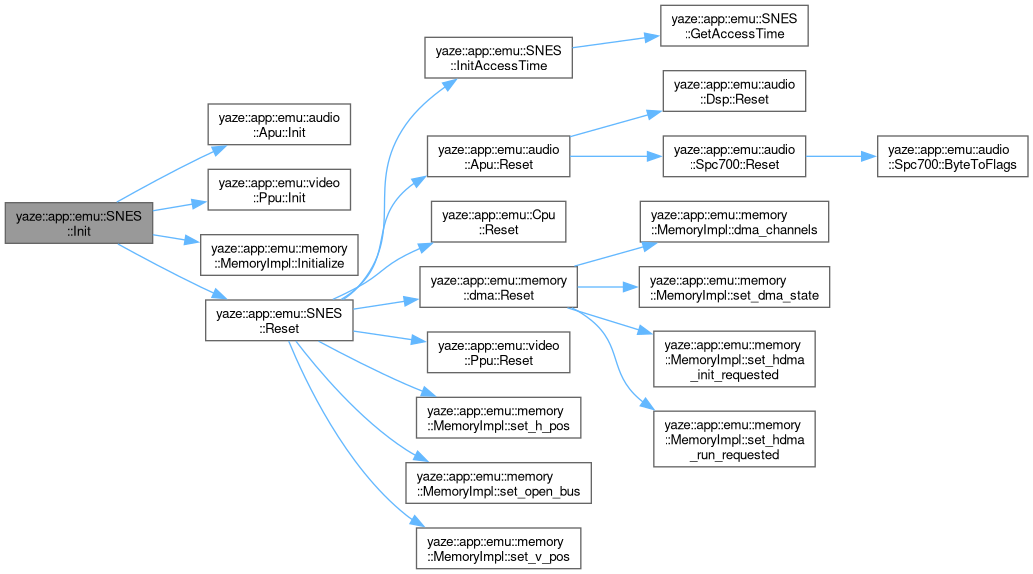 yaze::app::emu::SNES
::Init
yaze::app::emu::audio
::Apu::Init
yaze::app::emu::video
::Ppu::Init
yaze::app::emu::memory
::MemoryImpl::Initialize
yaze::app::emu::SNES
::Reset
yaze::app::emu::SNES
::InitAccessTime
yaze::app::emu::SNES
::GetAccessTime
yaze::app::emu::audio
::Apu::Reset
yaze::app::emu::audio
::Dsp::Reset
yaze::app::emu::audio
::Spc700::Reset
yaze::app::emu::audio
::Spc700::ByteToFlags
yaze::app::emu::Cpu
::Reset
yaze::app::emu::memory
::dma::Reset
yaze::app::emu::memory
::MemoryImpl::dma_channels
yaze::app::emu::memory
::MemoryImpl::set_dma_state
yaze::app::emu::memory
::MemoryImpl::set_hdma
_init_requested
yaze::app::emu::memory
::MemoryImpl::set_hdma
_run_requested
yaze::app::emu::video
::Ppu::Reset
yaze::app::emu::memory
::MemoryImpl::set_h_pos
yaze::app::emu::memory
::MemoryImpl::set_open_bus
yaze::app::emu::memory
::MemoryImpl::set_v_pos